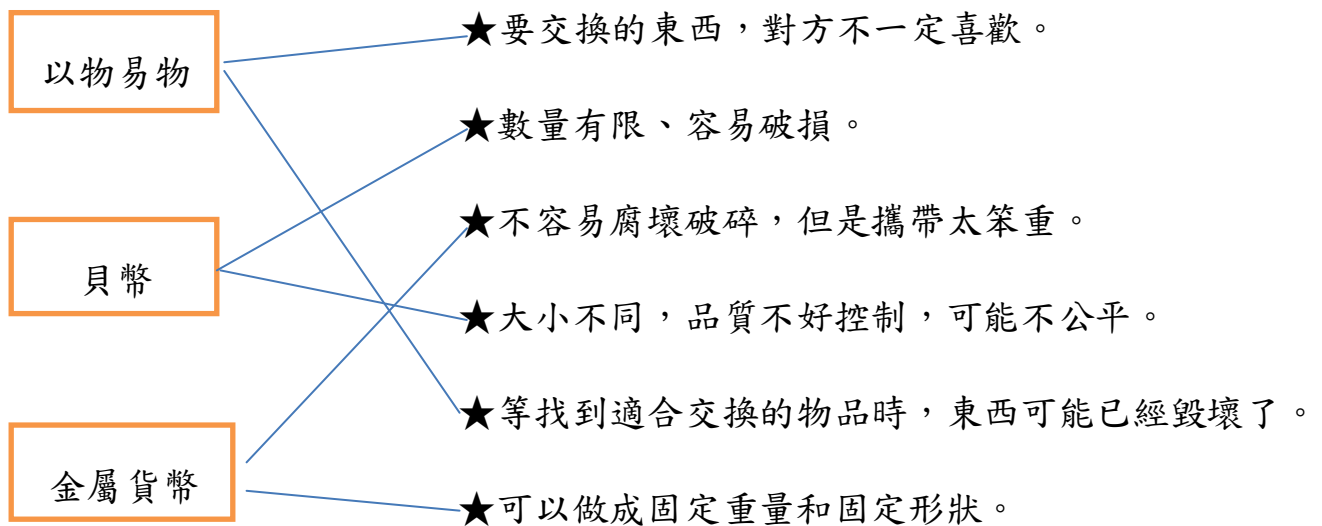 以物易物
★要交換的東西，對方不一定喜歡。
★數量有限、容易破損。
★不容易腐壞破碎，但是攜帶太笨重。
貝幣
★大小不同，品質不好控制，可能不公平。
★等找到適合交換的物品時，東西可能已經毀壞了。
金屬貨幣
★可以做成固定重量和固定形狀。